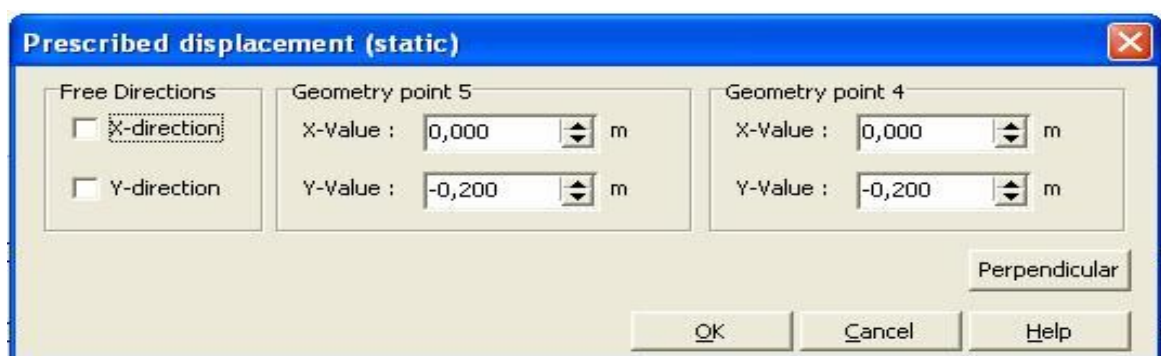 Prescribed displacement (static)
Free Directions
X-direction
Y-direction
Geometry point 5
X-Value : 0,000 m
Y-Value : -0,200 m
Geometry point 4
X-Value : 0,000 m
Y-Value : -0,200 m
Perpendicular
OK Cancel Help